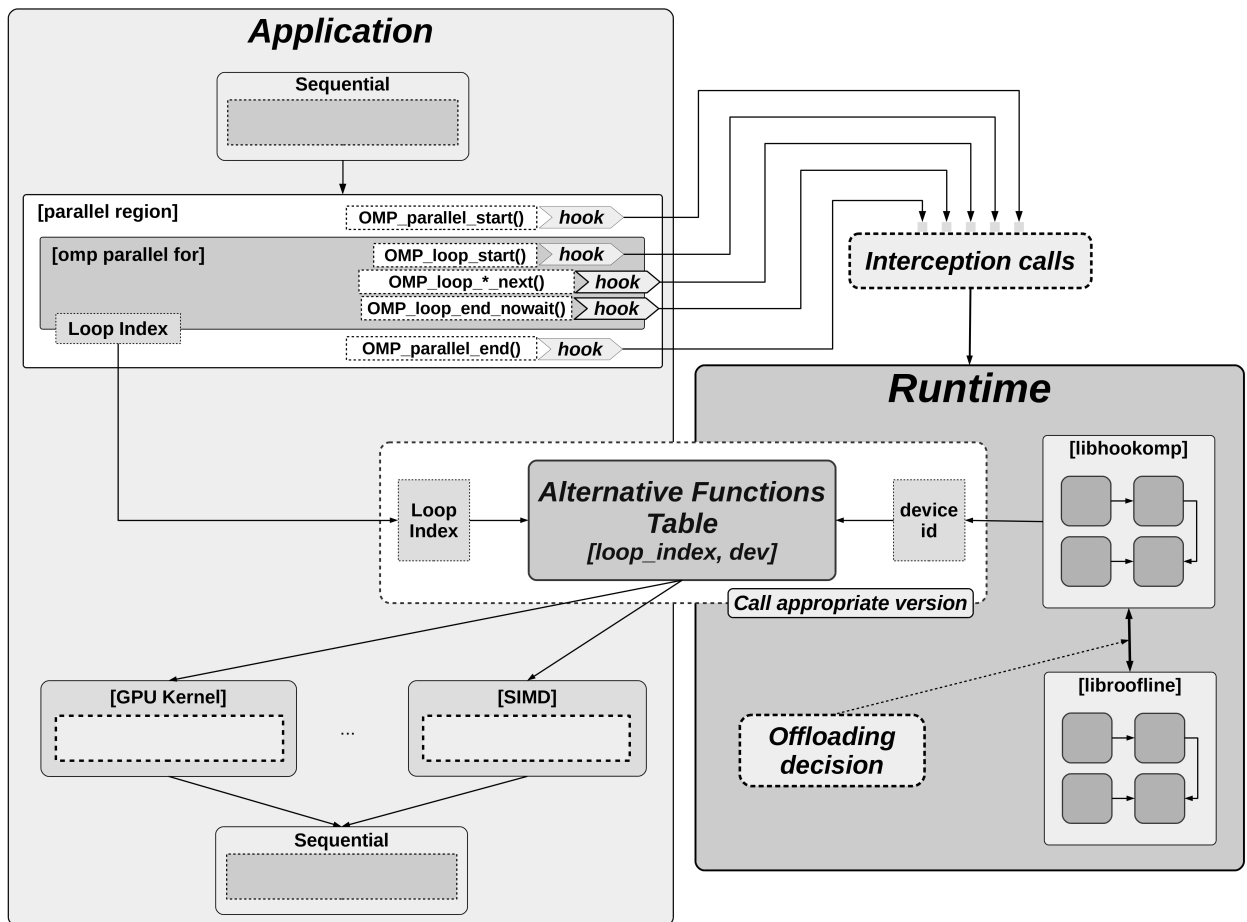 Application
Sequential
[parallel region]
OMP_parallel_start()
hook
[omp parallel for]
OMP_loop_start()
hook
OMP_loop_*_next()
hook
OMP_loop_end_nowait()
hook
Loop Index
OMP_parallel_end()
hook
Interception calls
Runtime
[libhookomp]
Loop
Index
Alternative Functions
Table
[loop_index, dev]
device
id
Call appropriate version
[GPU Kernel]
...
[SIMD]
[libroofline]
Offloading
decision
Sequential